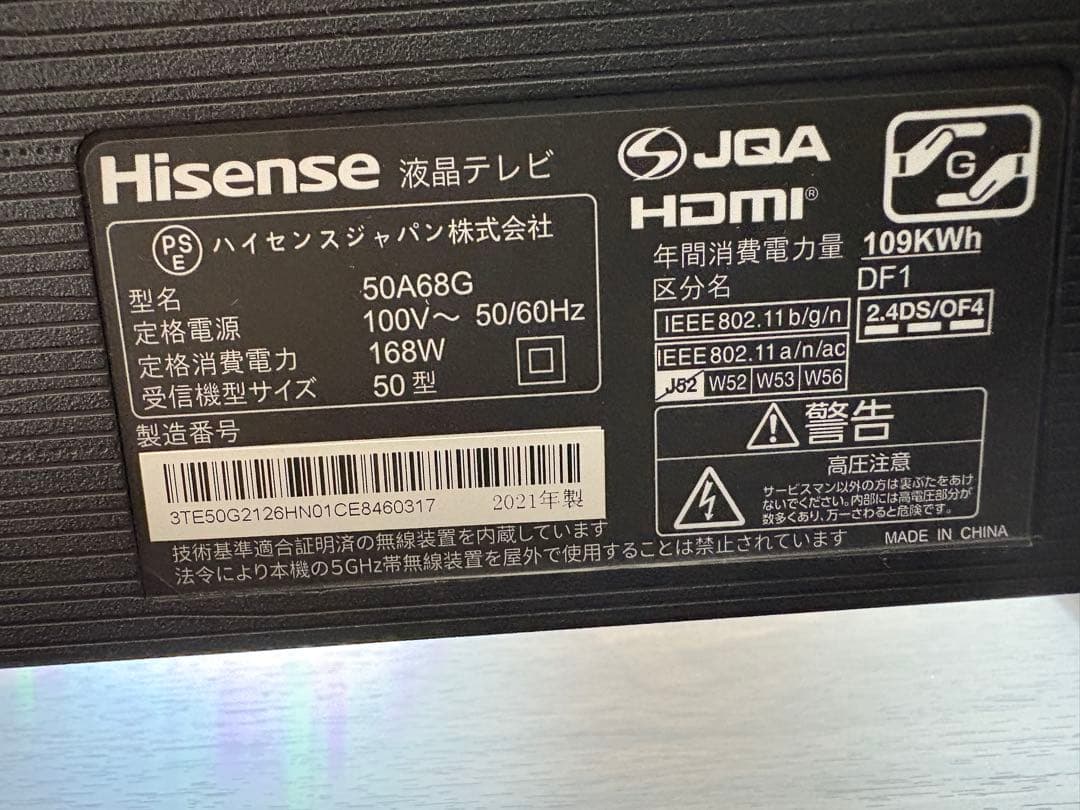 Hisense 液晶テレビ
PSE ハイセンスジャパン株式会社
型名 50A68G
定格電源 100V～ 50/60Hz
定格消費電力 168W
受信機型サイズ 50型
製造番号
3TE50G2126HN01CE8460317 2021年製
技術基準適合証明済の無線装置を内蔵しています
法令により本機の5GHz帯無線装置を屋外で使用することは禁止されています
JQA
HDMI®
G
年間消費電力量 109KWh
区分名 DF1
IEEE802.11b/g/n
2.4DS/OF4
IEEE802.11a/n/ac
J52 W52 W53 W56
警告
高圧注意
サービスマン以外の方は裏ぶたをあけ
ないでください。内部には高電圧部分が
数多くあり、万一さわると危険です。
MADE IN CHINA